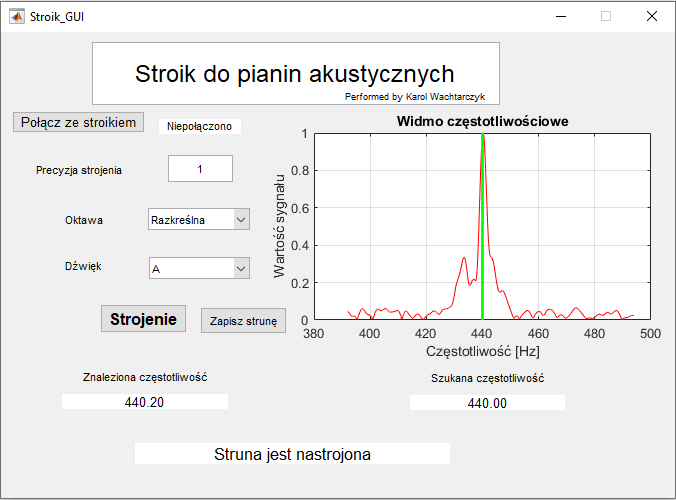 Stroik_GUI
Stroik do pianin akustycznych
Performed by Karol Wachtarczyk
Połącz ze stroikiem
Niepołączono
Precyzja strojenia
1
Oktawa
Razkreślna
Dźwięk
A
Strojenie
Zapisz strunę
Widmo częstotliwościowe
Wartość sygnału
1
0.8
0.6
0.4
0.2
0
380 400 420 440 460 480 500
Częstotliwość [Hz]
Znaleziona częstotliwość
440.20
Szukana częstotliwość
440.00
Struna jest nastrojona